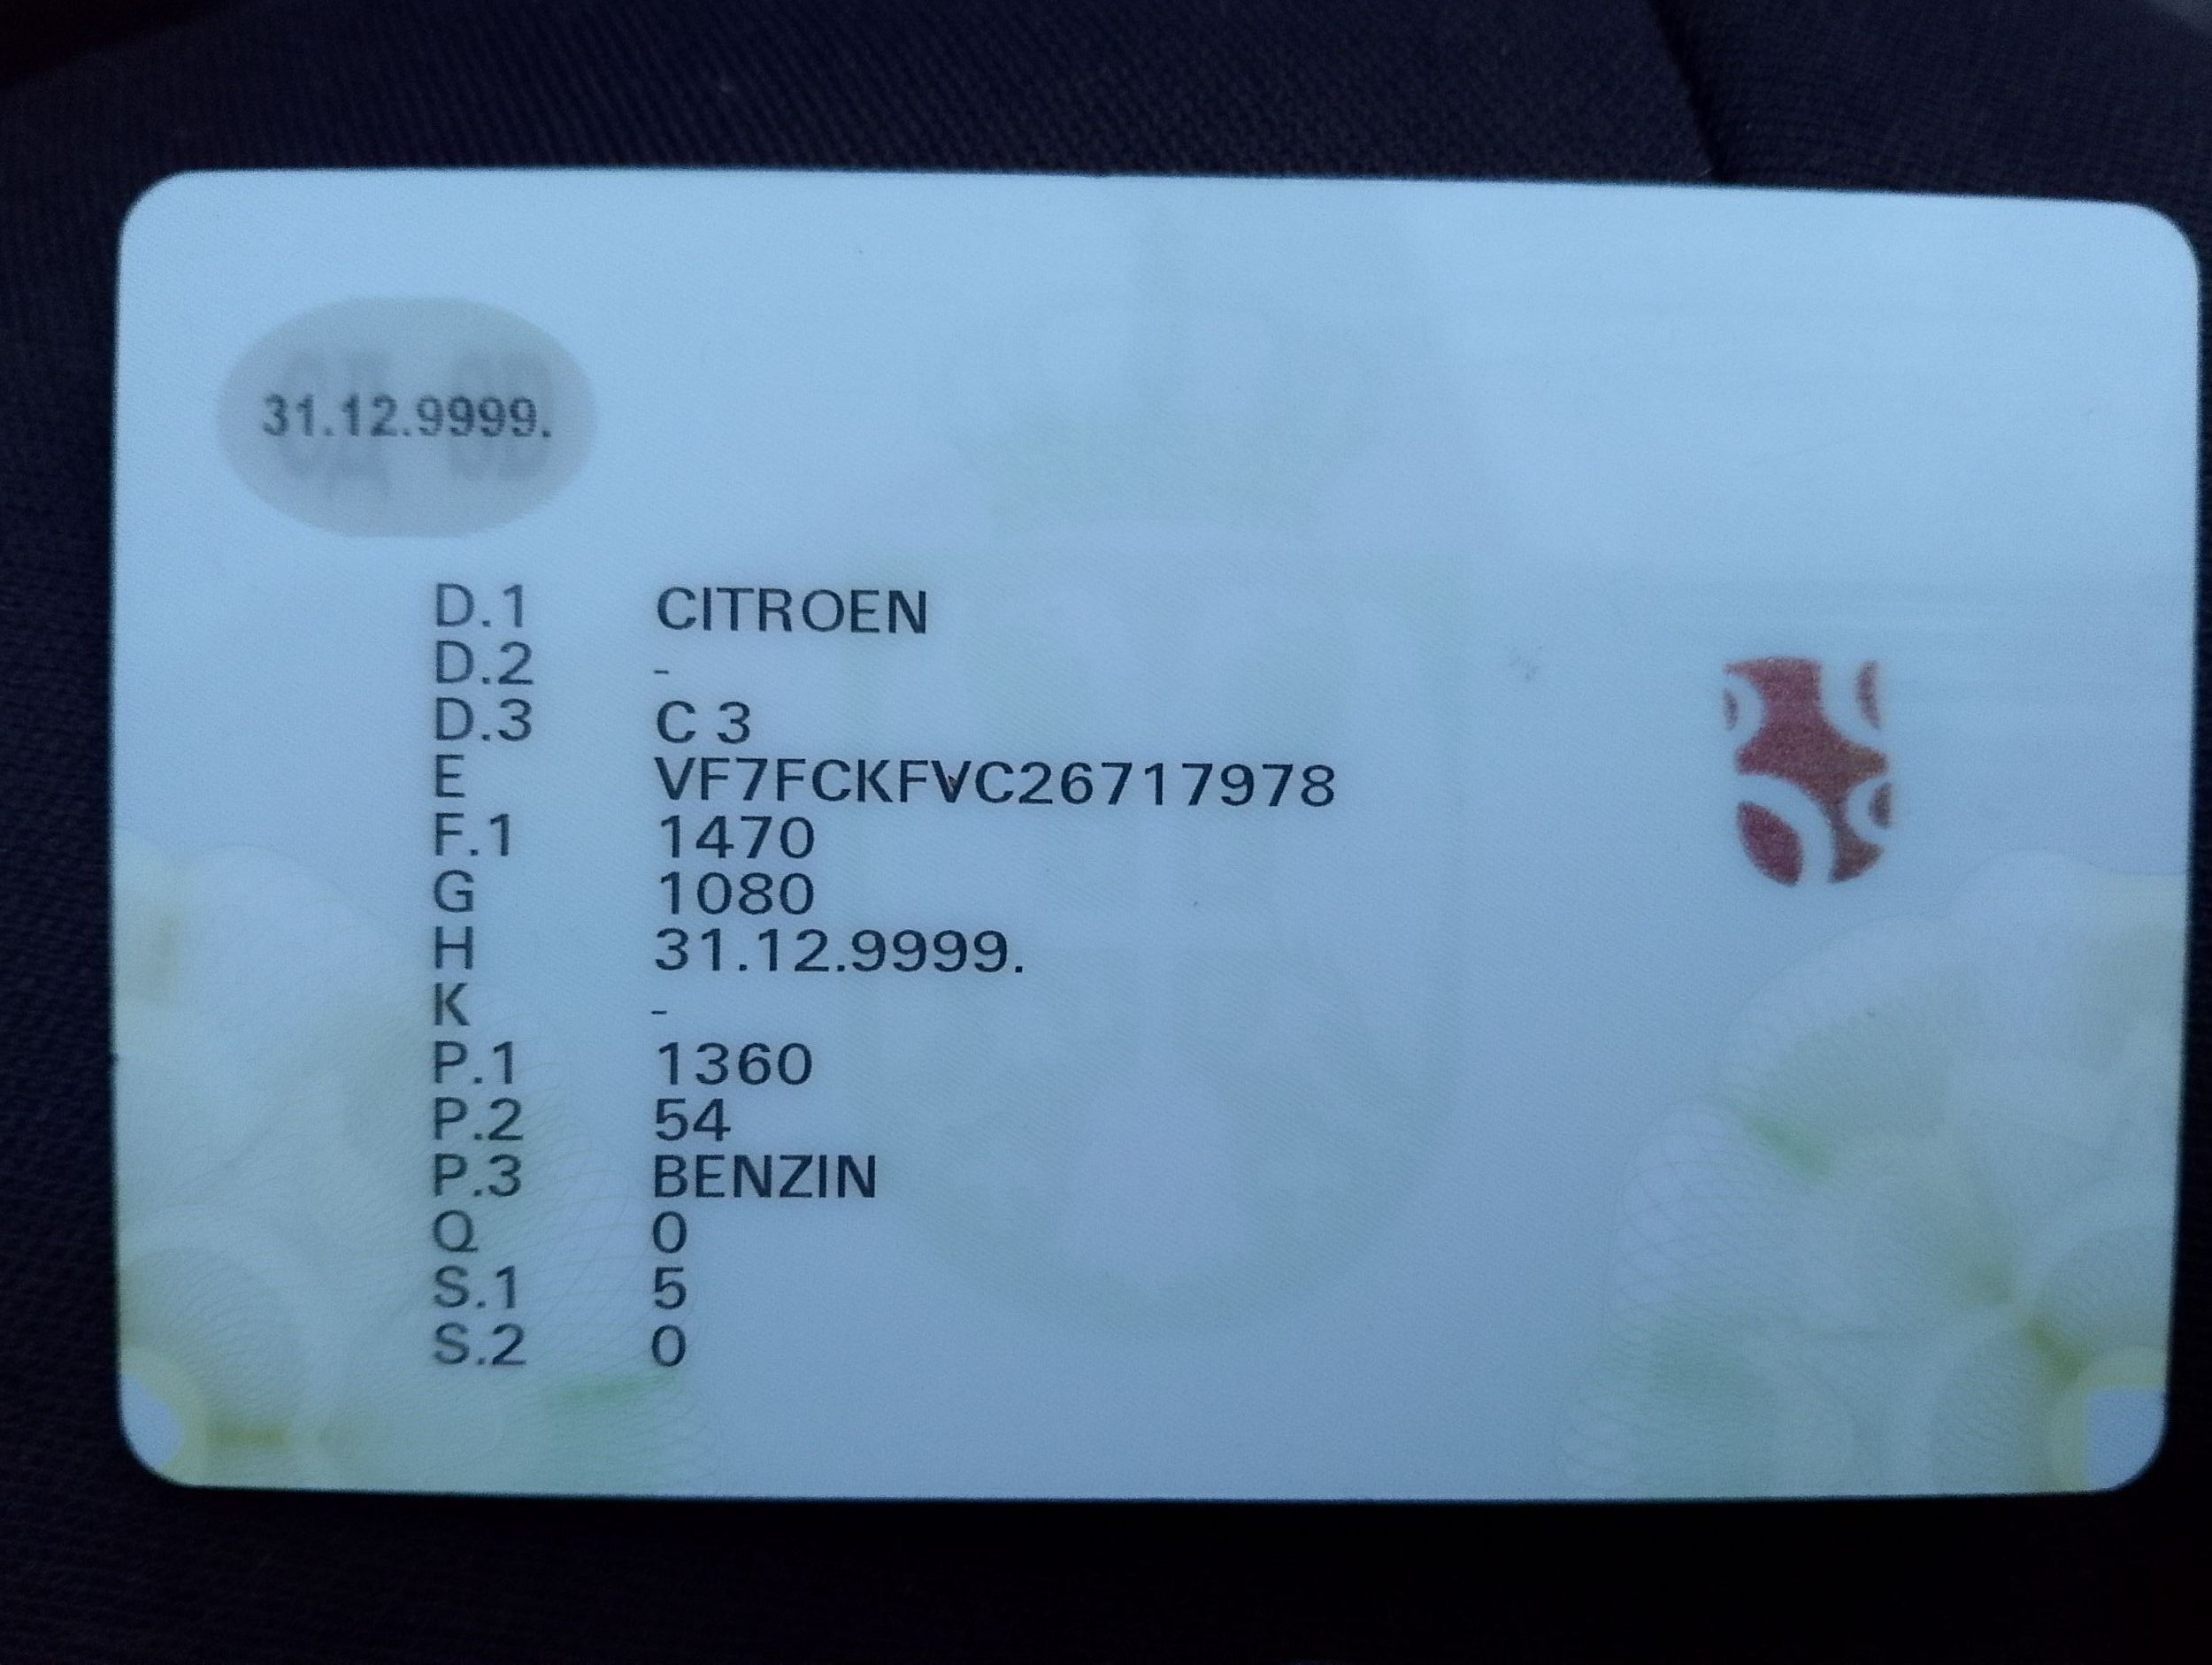 31.12.9999.
D.1 CITROEN
D.2 -
D.3 C 3
E VF7FCKFVC26717978
F.1 1470
G 1080
H 31.12.9999.
K -
P.1 1360
P.2 54
P.3 BENZIN
Q 0
S.1 5
S.2 0